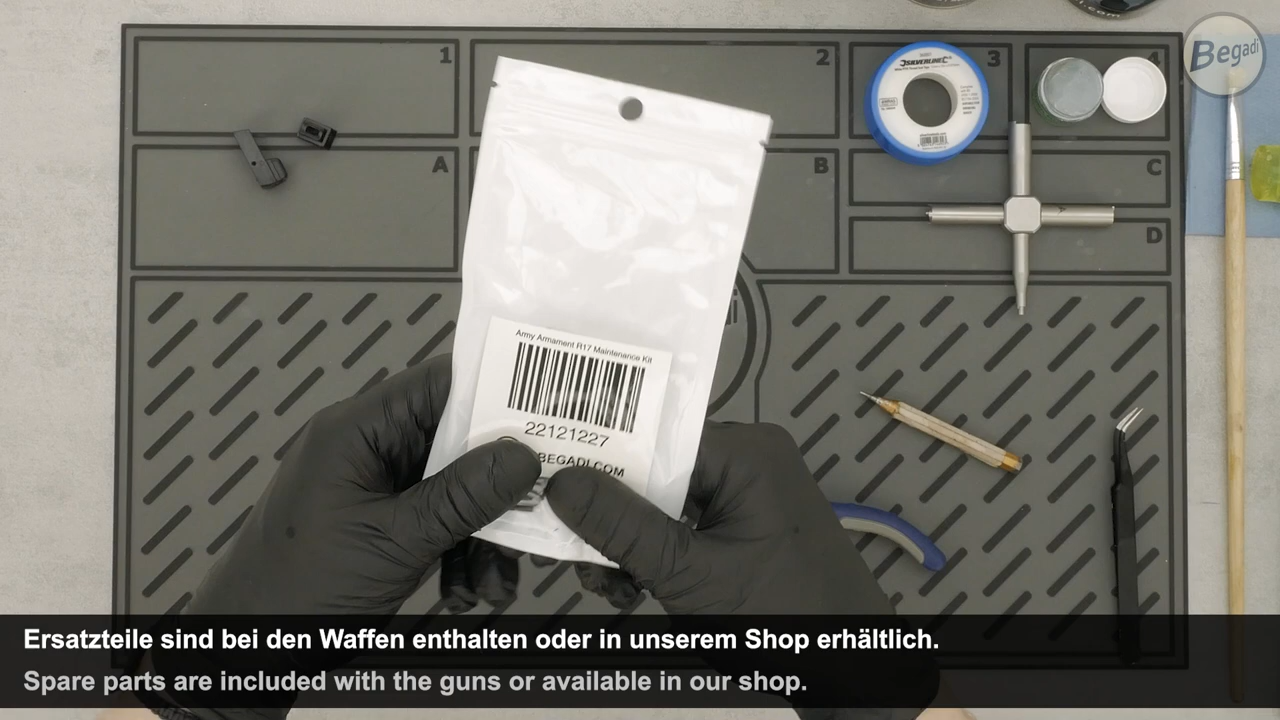 1
2
3
4
Begadi
SILVERLINE
A
B
C
D
Army Armament R17 Maintenance Kit
22121227
BEGADI.COM
Ersatzteile sind bei den Waffen enthalten oder in unserem Shop erhältlich.
Spare parts are included with the guns or available in our shop.